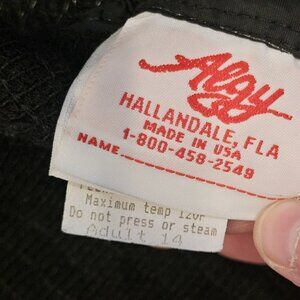 Algy
HALLANDALE, FLA
MADE IN USA
1-800-458-2549
NAME
Maximum temp 120F
Do not press or steam
Adult 14